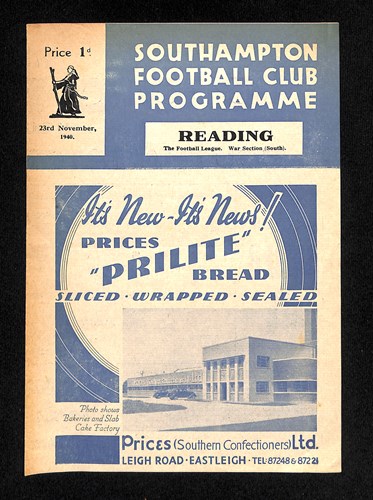 Price 1d.
23rd November,
1940.
SOUTHAMPTON
FOOTBALL CLUB
PROGRAMME
READING
The Football League. War Section (South).
It's New-It's News!
PRICES
"PRILITE"
BREAD
SLICED · WRAPPED · SEALED
Photo shows
Bakeries and Slab
Cake Factory
Prices (Southern Confectioners) Ltd.
LEIGH ROAD · EASTLEIGH · TEL: 87248 & 8722